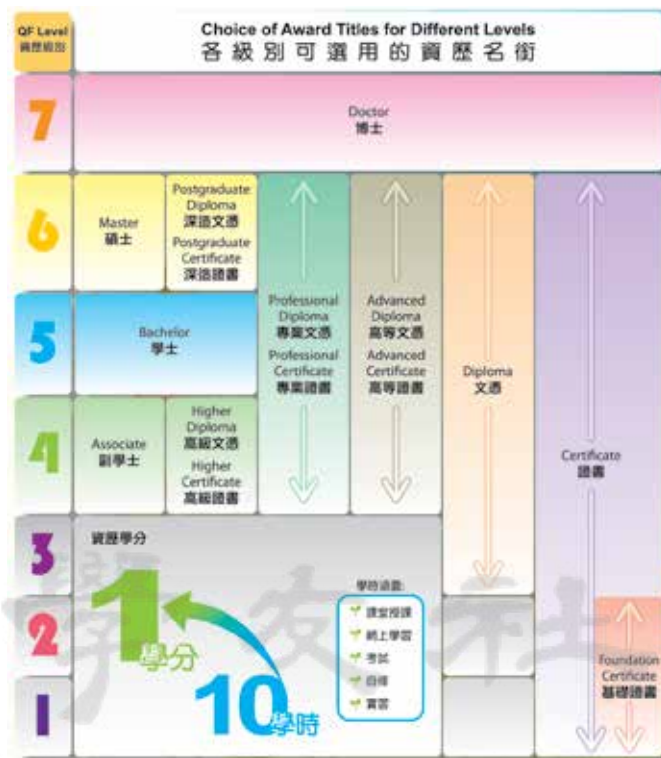 QF Level
資歷級別
Choice of Award Titles for Different Levels
各級別可選用的資歷名銜
7
Doctor
博士
6
Master
碩士
Postgraduate
Diploma
深造文憑
Postgraduate
Certificate
深造證書
Professional
Diploma
專業文憑
Professional
Certificate
專業證書
Advanced
Diploma
高等文憑
Advanced
Certificate
高等證書
Diploma
文憑
Certificate
證書
5
Bachelor
學士
4
Associate
副學士
Higher
Diploma
高級文憑
Higher
Certificate
高級證書
3
資歷學分
1
學分
10
學時
學時涵蓋:
課堂授課
網上學習
考試
自修
實習
2
Foundation
Certificate
基礎證書
1
學友社